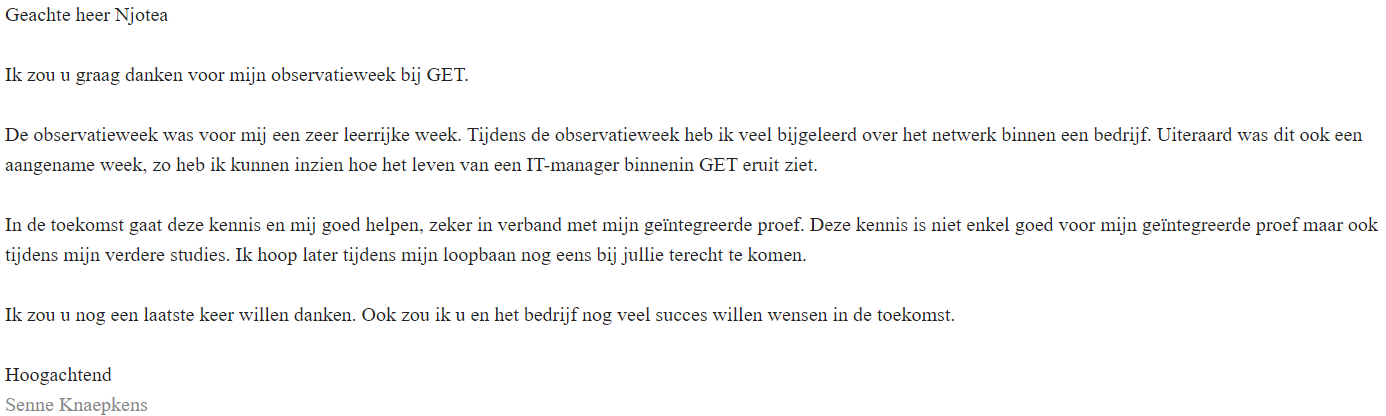 Geachte heer Njotea
Ik zou u graag danken voor mijn observatieweek bij GET.
De observatieweek was voor mij een zeer leerrijke week. Tijdens de observatieweek heb ik veel bijgeleerd over het netwerk binnen een bedrijf. Uiteraard was dit ook een
aangename week, zo heb ik kunnen inzien hoe het leven van een IT-manager binnenin GET eruit ziet.
In de toekomst gaat deze kennis en mij goed helpen, zeker in verband met mijn geïntegreerde proef. Deze kennis is niet enkel goed voor mijn geïntegreerde proef maar ook
tijdens mijn verdere studies. Ik hoop later tijdens mijn loopbaan nog eens bij jullie terecht te komen.
Ik zou u nog een laatste keer willen danken. Ook zou ik u en het bedrijf nog veel succes willen wensen in de toekomst.
Hoogachtend
Senne Knaepkens